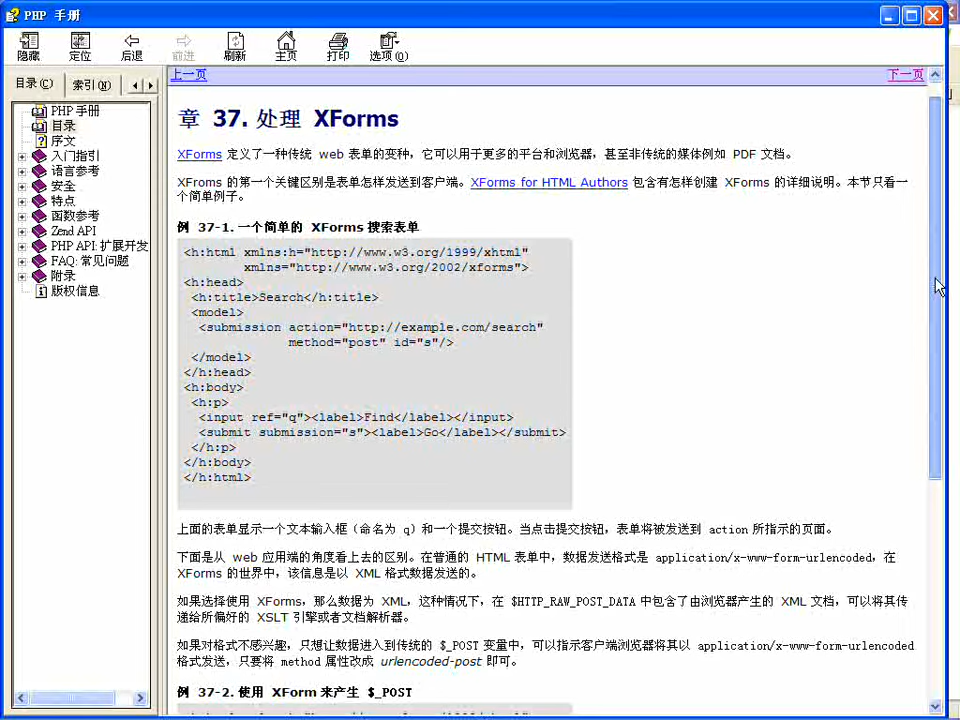 PHP 手册
隐藏 定位 后退 前进 刷新 主页 打印 选项(O)
目录(C) 索引(N)
上一页 下一页
PHP 手册
目录
序文
入门指引
语言参考
安全
特点
函数参考
Zend API
PHP API: 扩展开发
FAQ: 常见问题
附录
版权信息
章 37. 处理 XForms
XForms 定义了一种传统 web 表单的变种，它可以用于更多的平台和浏览器，甚至非传统的媒体例如 PDF 文档。
XFroms 的第一个关键区别是表单怎样发送到客户端。XForms for HTML Authors 包含有怎样创建 XForms 的详细说明。本节只看一
个简单例子。
例 37-1. 一个简单的 XForms 搜索表单
<h:html xmlns:h="http://www.w3.org/1999/xhtml"
xmlns="http://www.w3.org/2002/xforms">
<h:head>
<h:title>Search</h:title>
<model>
<submission action="http://example.com/search"
method="post" id="s"/>
</model>
</h:head>
<h:body>
<h:p>
<input ref="q"><label>Find</label></input>
<submit submission="s"><label>Go</label></submit>
</h:p>
</h:body>
</h:html>
上面的表单显示一个文本输入框（命名为 q）和一个提交按钮。当点击提交按钮，表单将被发送到 action 所指示的页面。
下面是从 web 应用端的角度看上去的区别。在普通的 HTML 表单中，数据发送格式是 application/x-www-form-urlencoded，在
XForms 的世界中，该信息是以 XML 格式数据发送的。
如果选择使用 XForms，那么数据为 XML，这种情况下，在 $HTTP_RAW_POST_DATA 中包含了由浏览器产生的 XML 文档，可以将其传
递给所偏好的 XSLT 引擎或者文档解析器。
如果对格式不感兴趣，只想让数据进入到传统的 $_POST 变量中，可以指示客户端浏览器将其以 application/x-www-form-urlencoded
格式发送，只要将 method 属性改成 urlencoded-post 即可。
例 37-2. 使用 XForm 来产生 $_POST